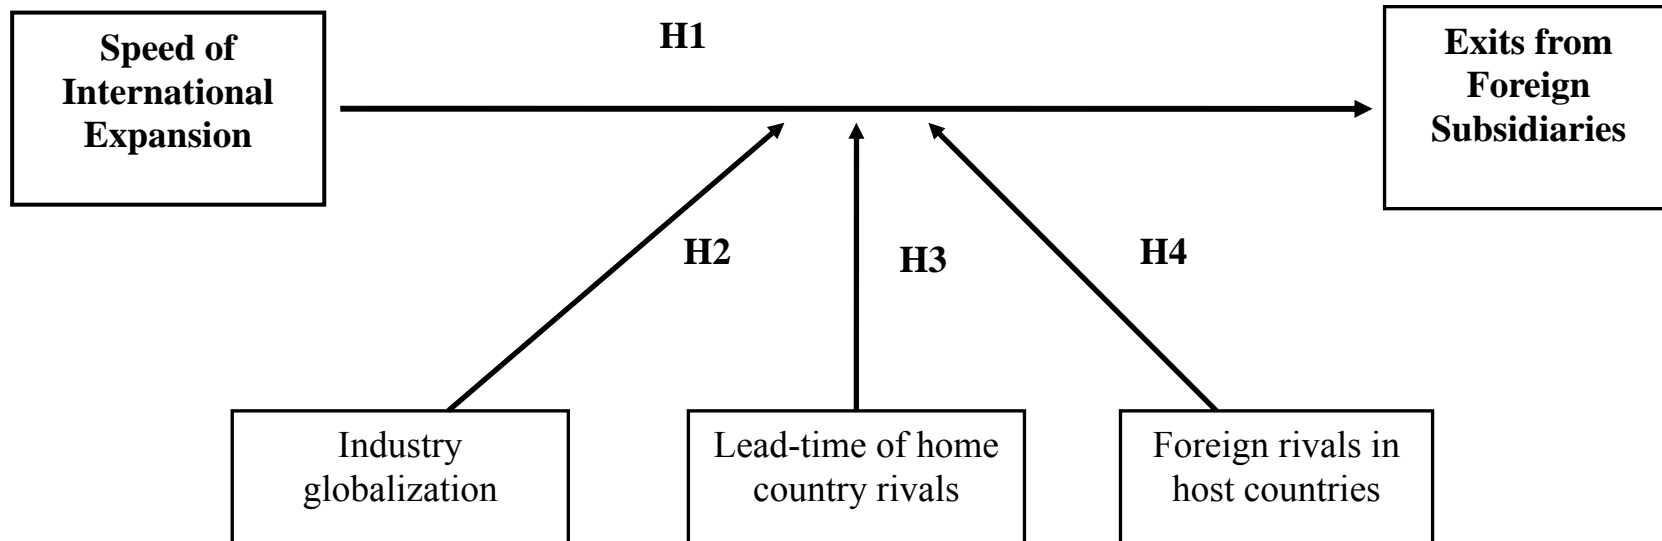 Speed of
International
Expansion
H1
Exits from
Foreign
Subsidiaries
H2
H3
H4
Industry
globalization
Lead-time of home
country rivals
Foreign rivals in
host countries